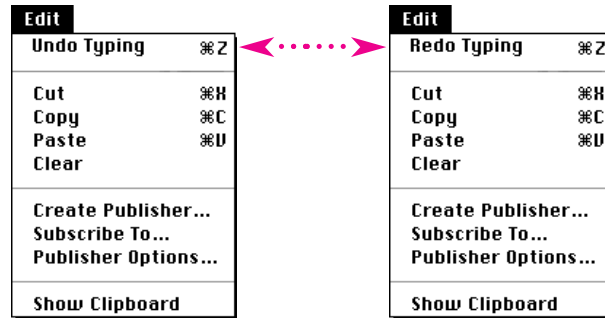 Edit
Undo Typing ⌘Z
Cut ⌘X
Copy ⌘C
Paste ⌘V
Clear
Create Publisher...
Subscribe To...
Publisher Options...
Show Clipboard
Edit
Redo Typing ⌘Z
Cut ⌘X
Copy ⌘C
Paste ⌘V
Clear
Create Publisher...
Subscribe To...
Publisher Options...
Show Clipboard